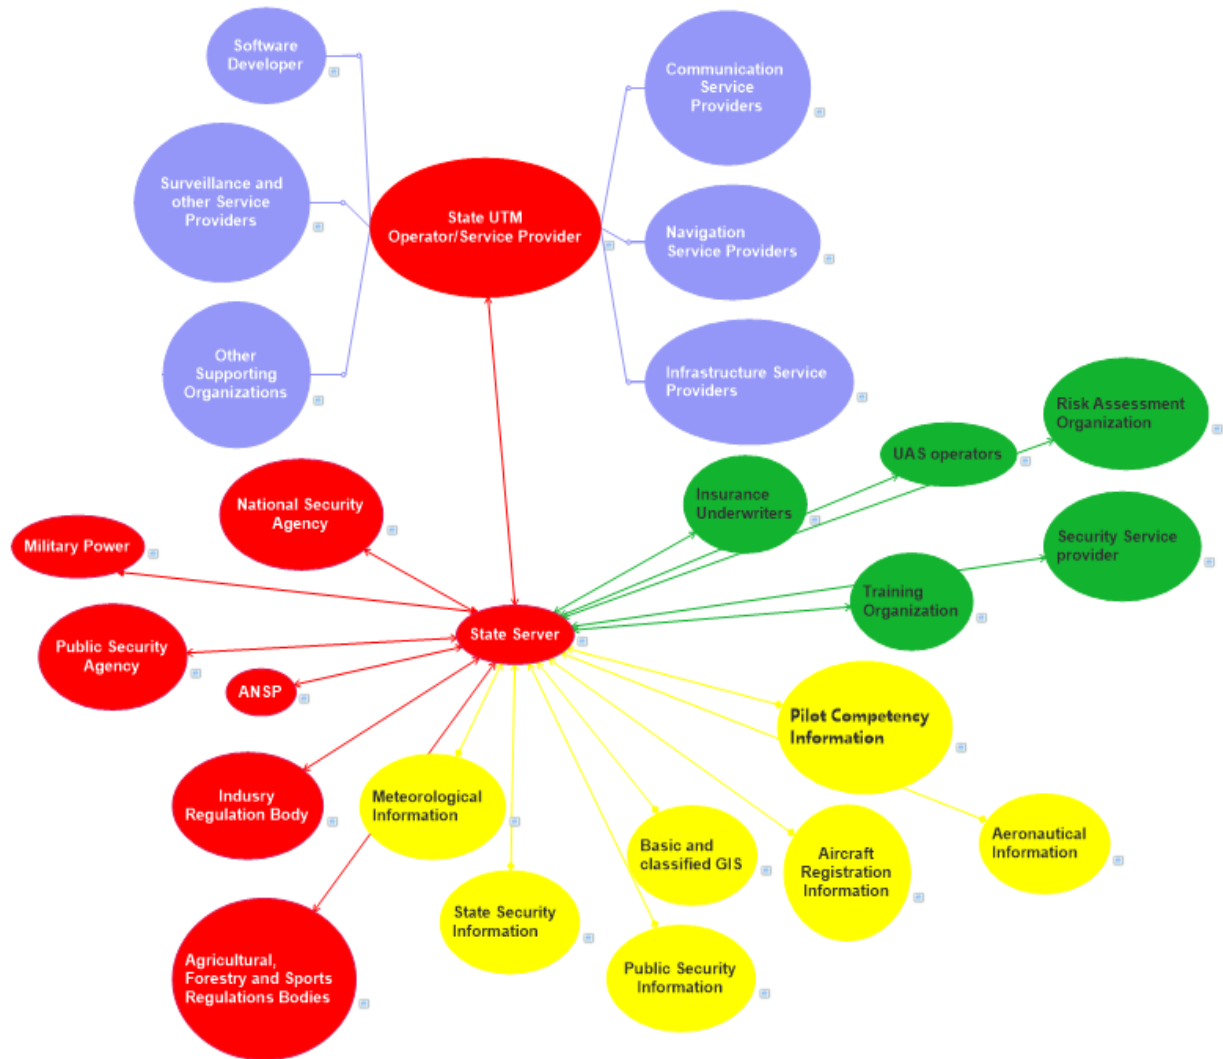 Software
Developer
Communication
Service
Providers
Surveillance and
other Service
Providers
State UTM
Operator/Service Provider
Navigation
Service Providers
Other
Supporting
Organizations
Infrastructure Service
Providers
Risk Assessment
Organization
UAS operators
National Security
Agency
Insurance
Underwriters
Military Power
Security Service
provider
Training
Organization
Public Security
Agency
State Server
ANSP
Pilot Competency
Information
Indusry
Regulation Body
Meteorological
Information
Basic and
classified GIS
Aircraft
Registration
Information
Aeronautical
Information
State Security
Information
Agricultural,
Forestry and Sports
Regulations Bodies
Public Security
Information